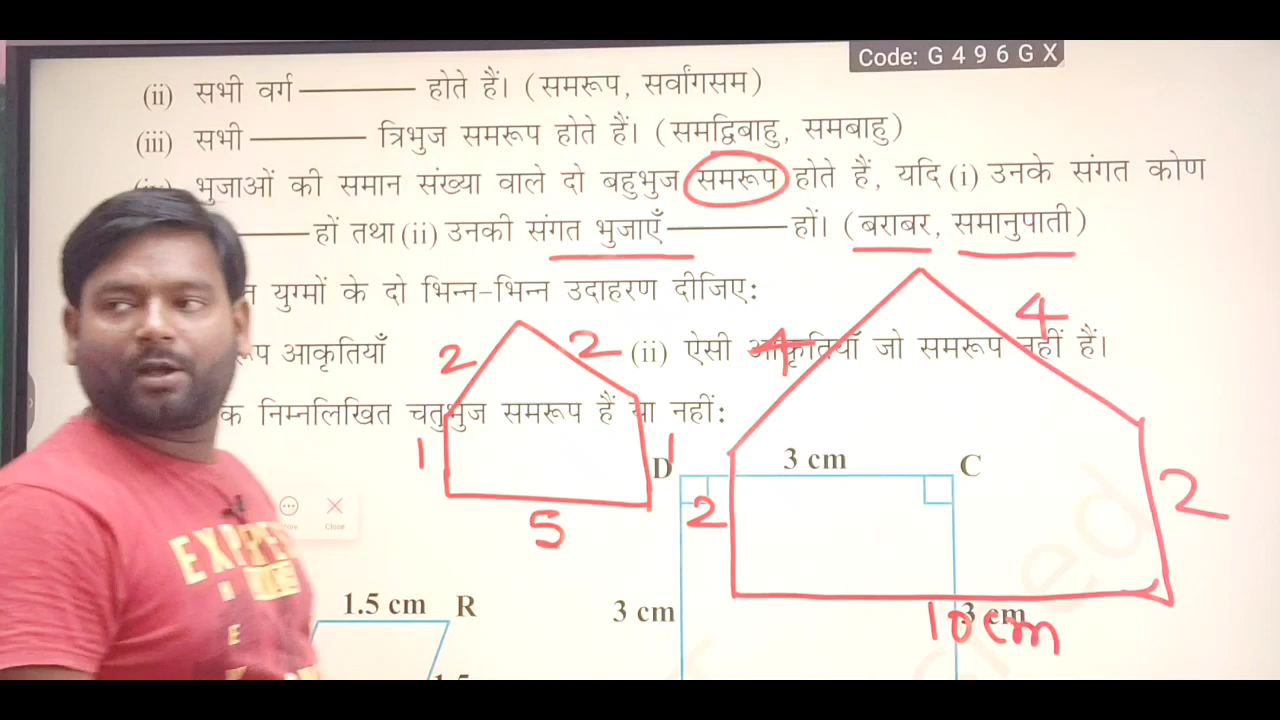 Code: G 4 9 6 G X
(ii) सभी वर्ग ———— होते हैं। (समरूप, सर्वांगसम)
(iii) सभी ———— त्रिभुज समरूप होते हैं। (समद्विबाहु, समबाहु)
भुजाओं की समान संख्या वाले दो बहुभुज समरूप होते हैं, यदि (i) उनके संगत कोण
———— हों तथा (ii) उनकी संगत भुजाएँ ———— हों। (बराबर, समानुपाती)
युग्मों के दो भिन्न-भिन्न उदाहरण दीजिए:
आकृतियाँ (ii) ऐसी आकृतियाँ जो समरूप नहीं हैं।
निम्नलिखित चतुर्भुज समरूप हैं या नहीं:
2 2
4 4
1 1
D 3 cm C
5
2 2
Close
1.5 cm R
3 cm 3 cm
10 cm